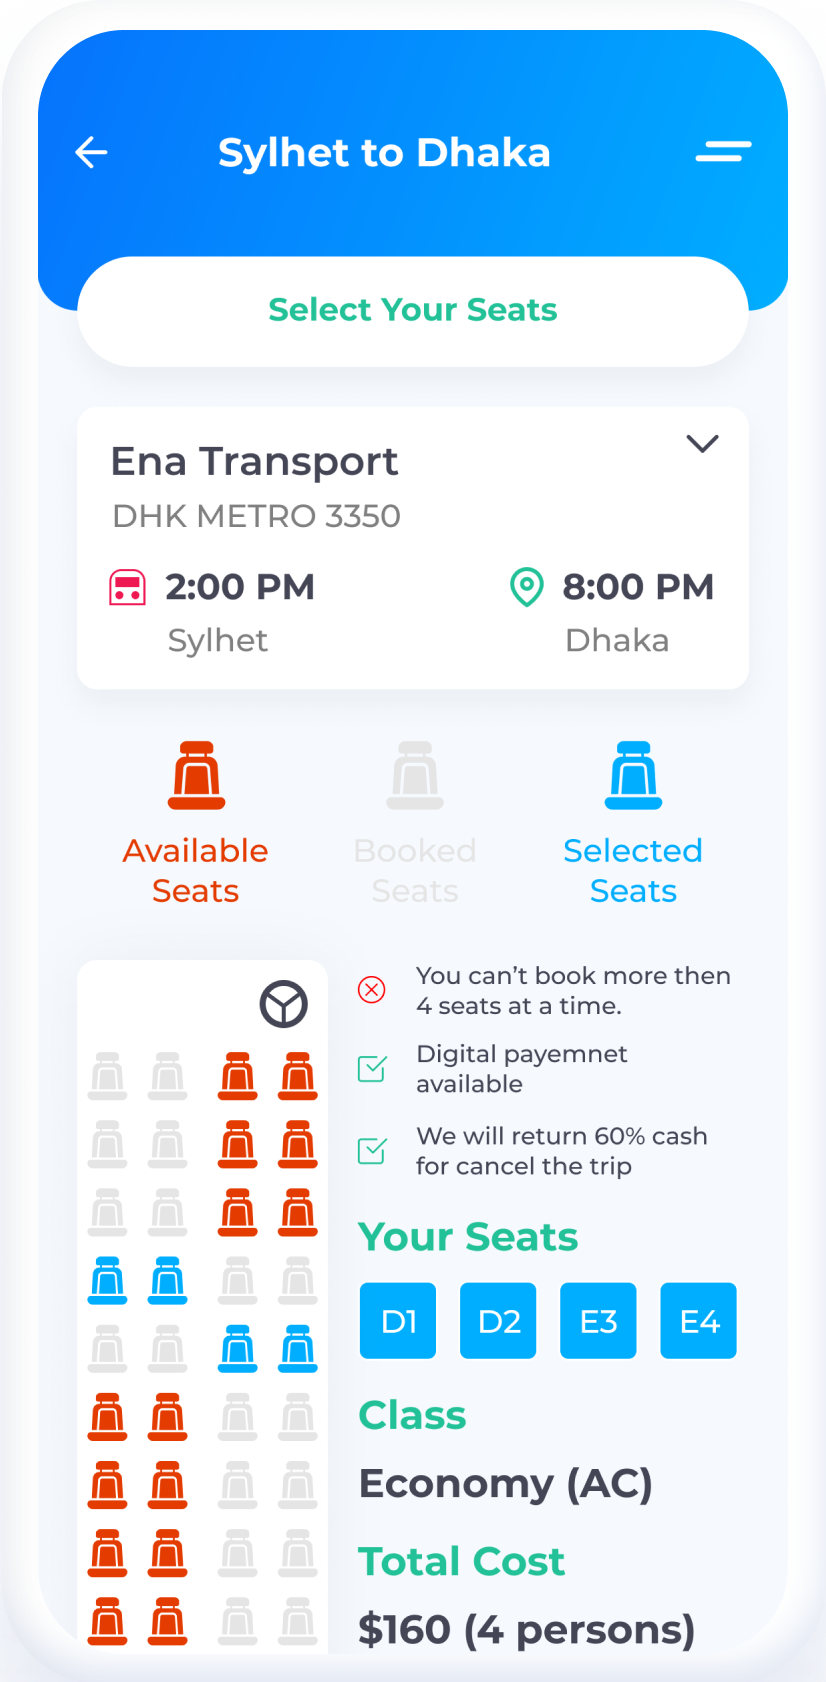 Sylhet to Dhaka
Select Your Seats
Ena Transport
DHK METRO 3350
2:00 PM
8:00 PM
Sylhet
Dhaka
Available
Seats
Booked
Seats
Selected
Seats
You can’t book more then
4 seats at a time.
Digital payemnet
available
We will return 60% cash
for cancel the trip
Your Seats
D1 D2 E3 E4
Class
Economy (AC)
Total Cost
$160 (4 persons)